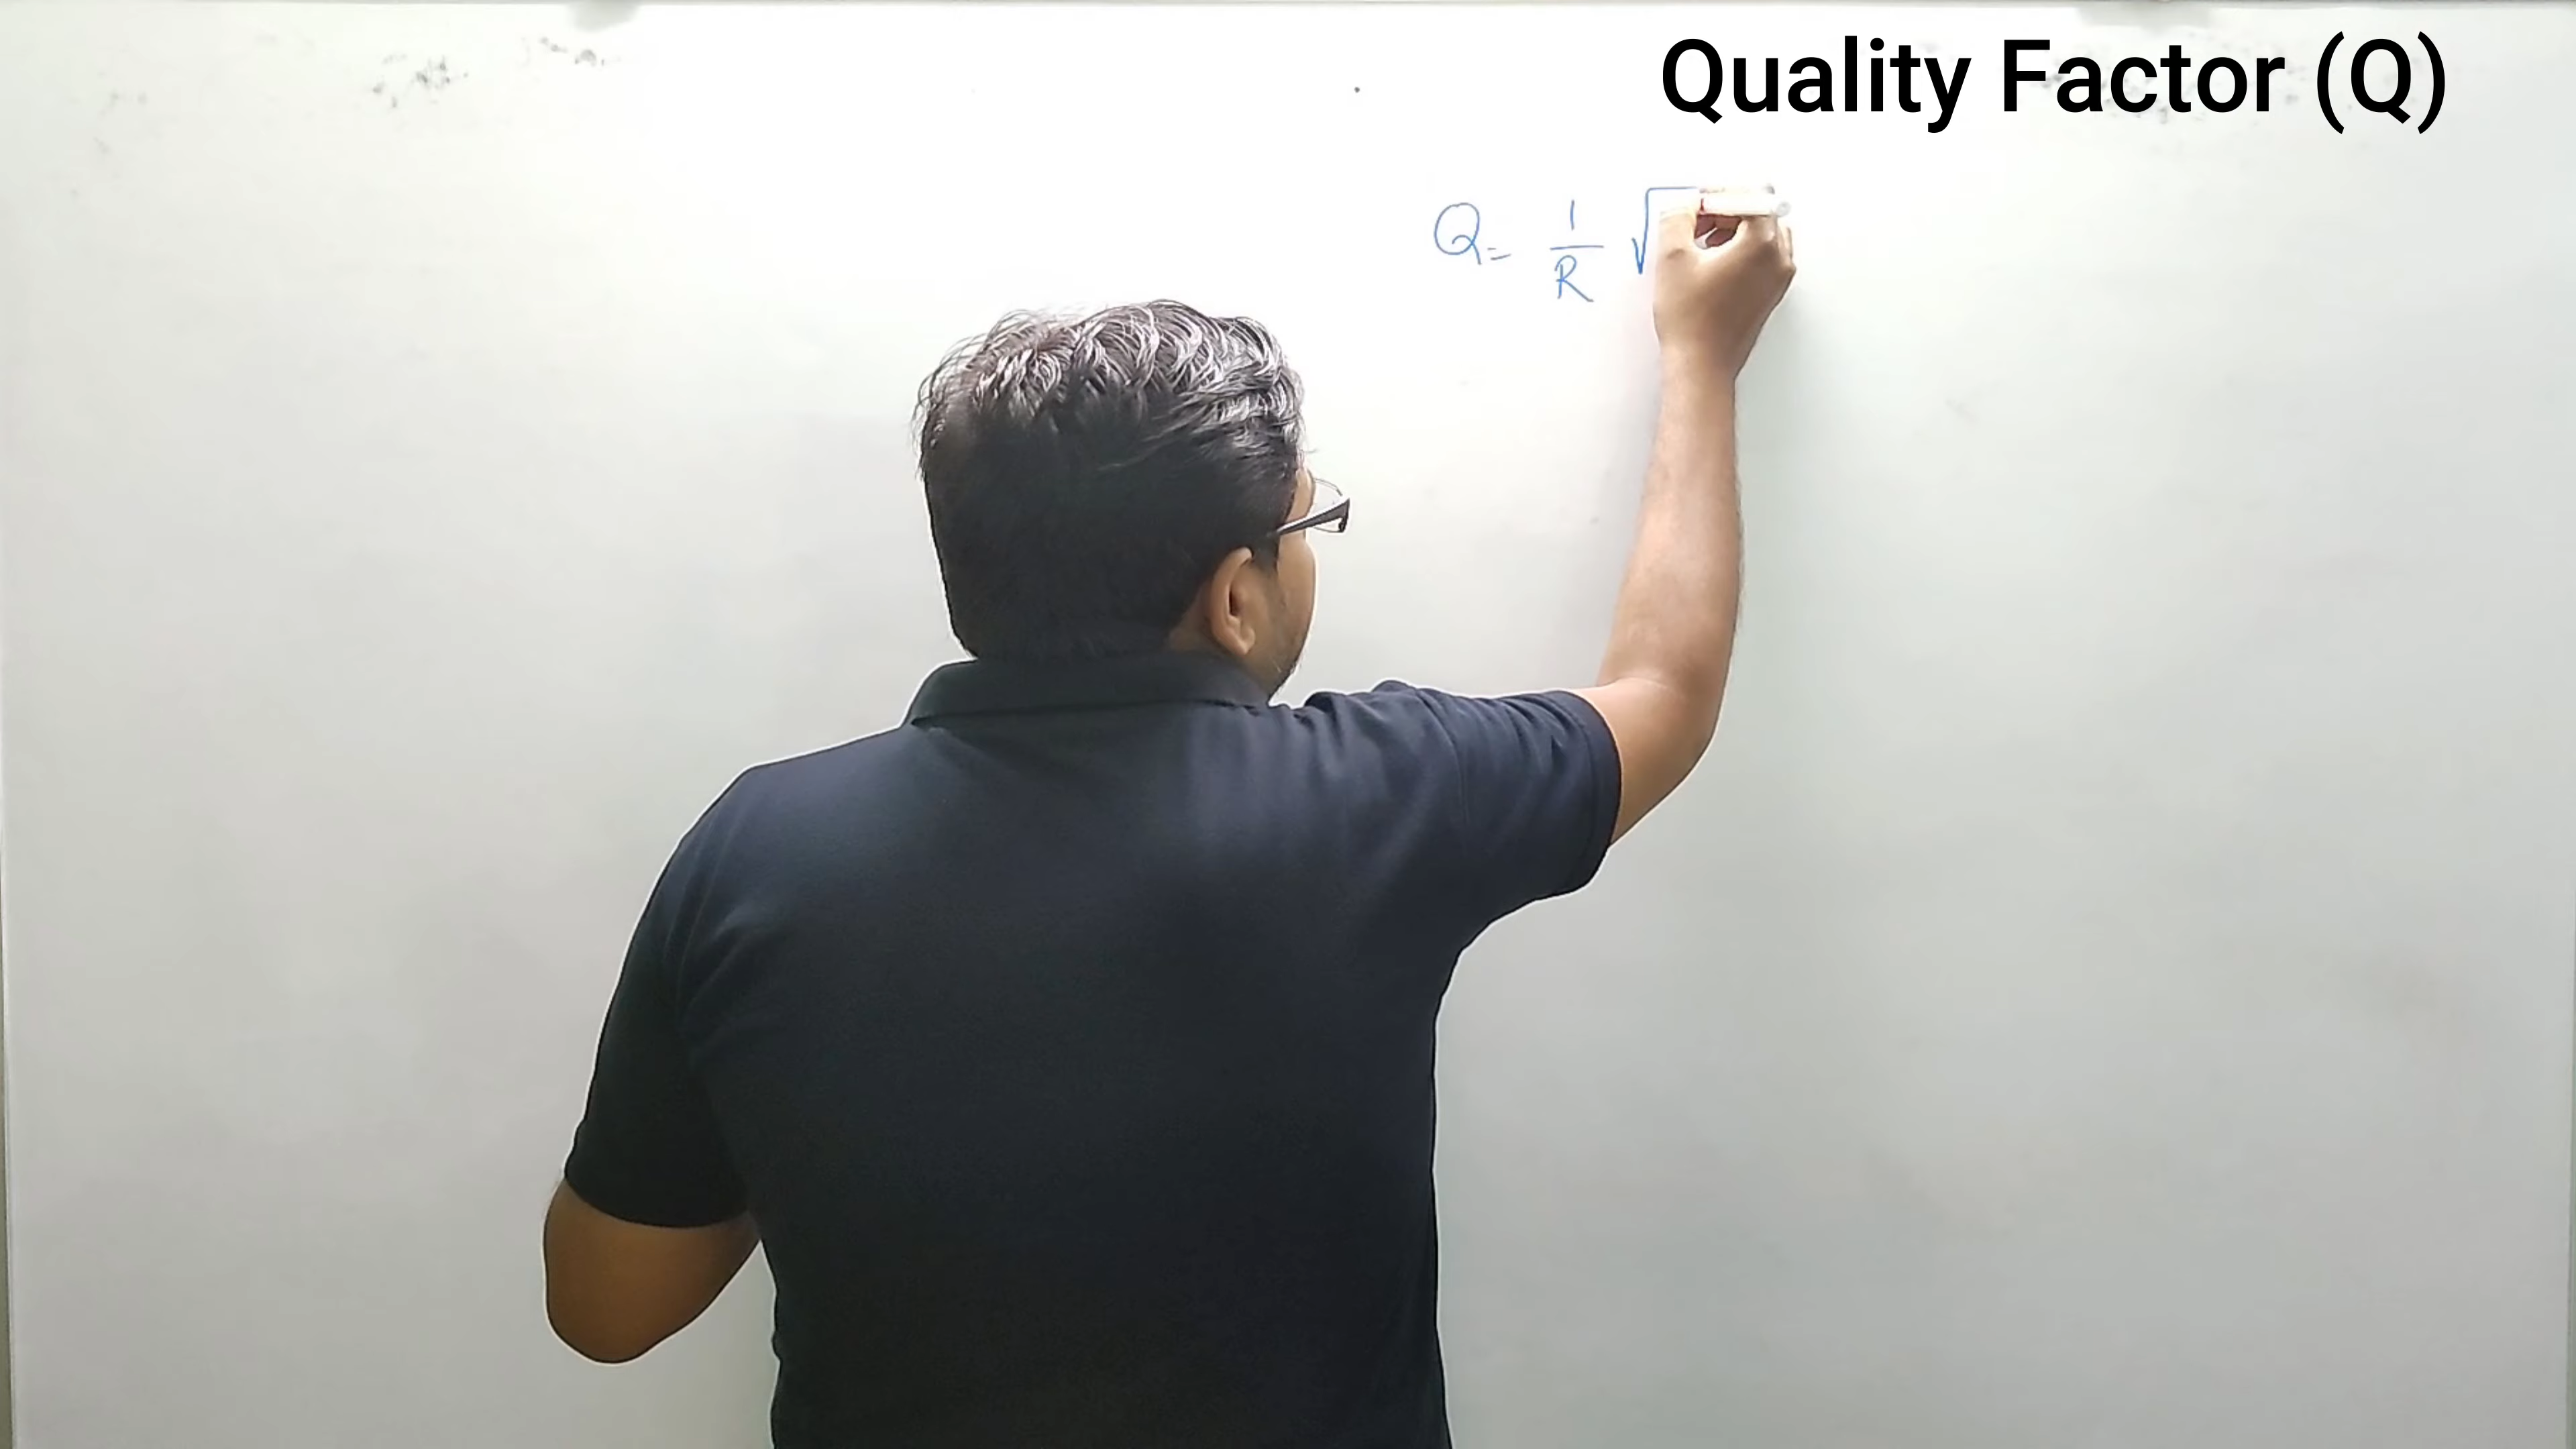 Quality Factor (Q)
Q = 1/R √